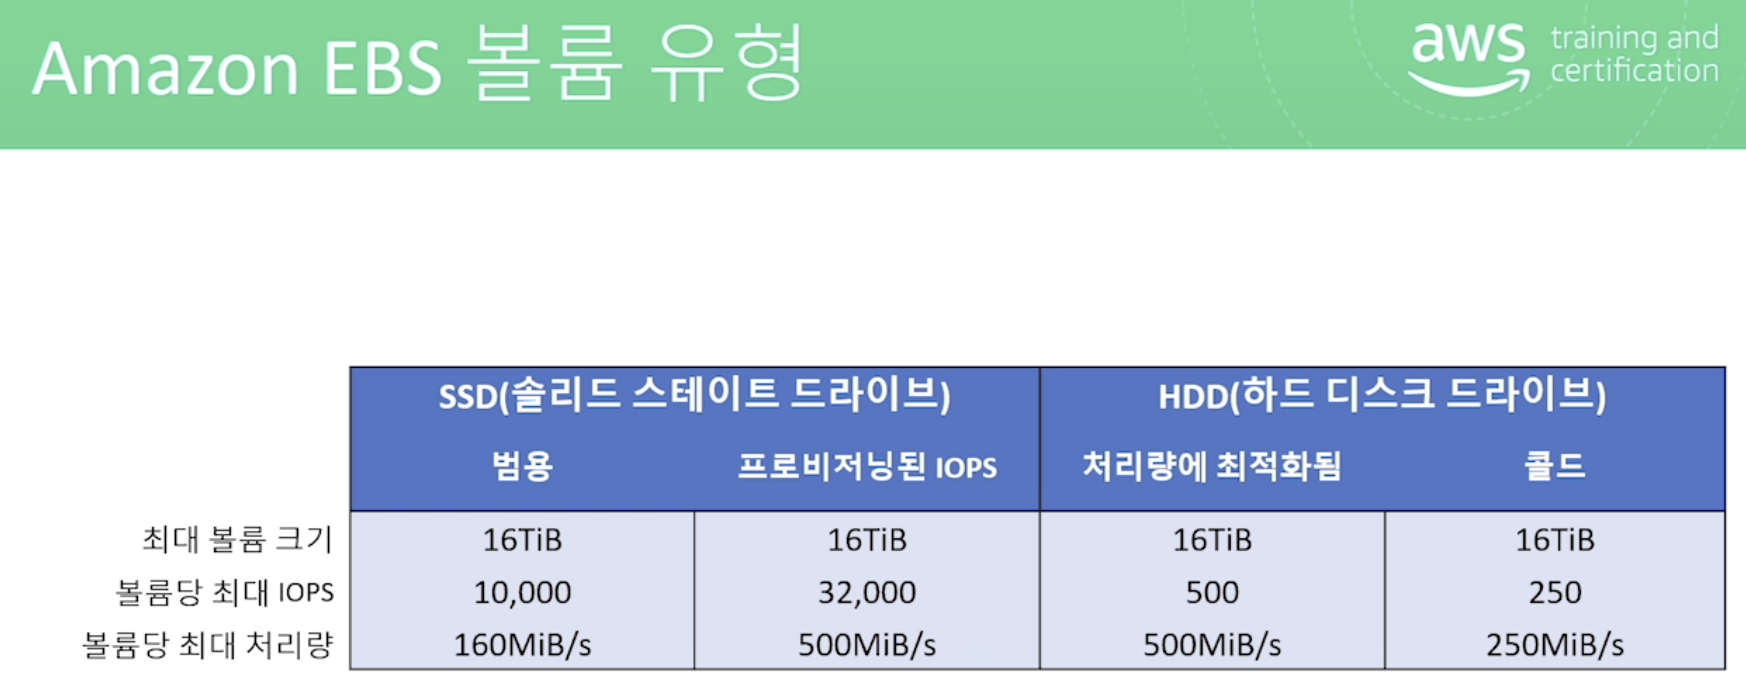 Amazon EBS 볼륨 유형
aws training and
certification
SSD(솔리드 스테이트 드라이브) HDD(하드 디스크 드라이브)
범용 프로비저닝된 IOPS 처리량에 최적화됨 콜드
최대 볼륨 크기 16TiB 16TiB 16TiB 16TiB
볼륨당 최대 IOPS 10,000 32,000 500 250
볼륨당 최대 처리량 160MiB/s 500MiB/s 500MiB/s 250MiB/s